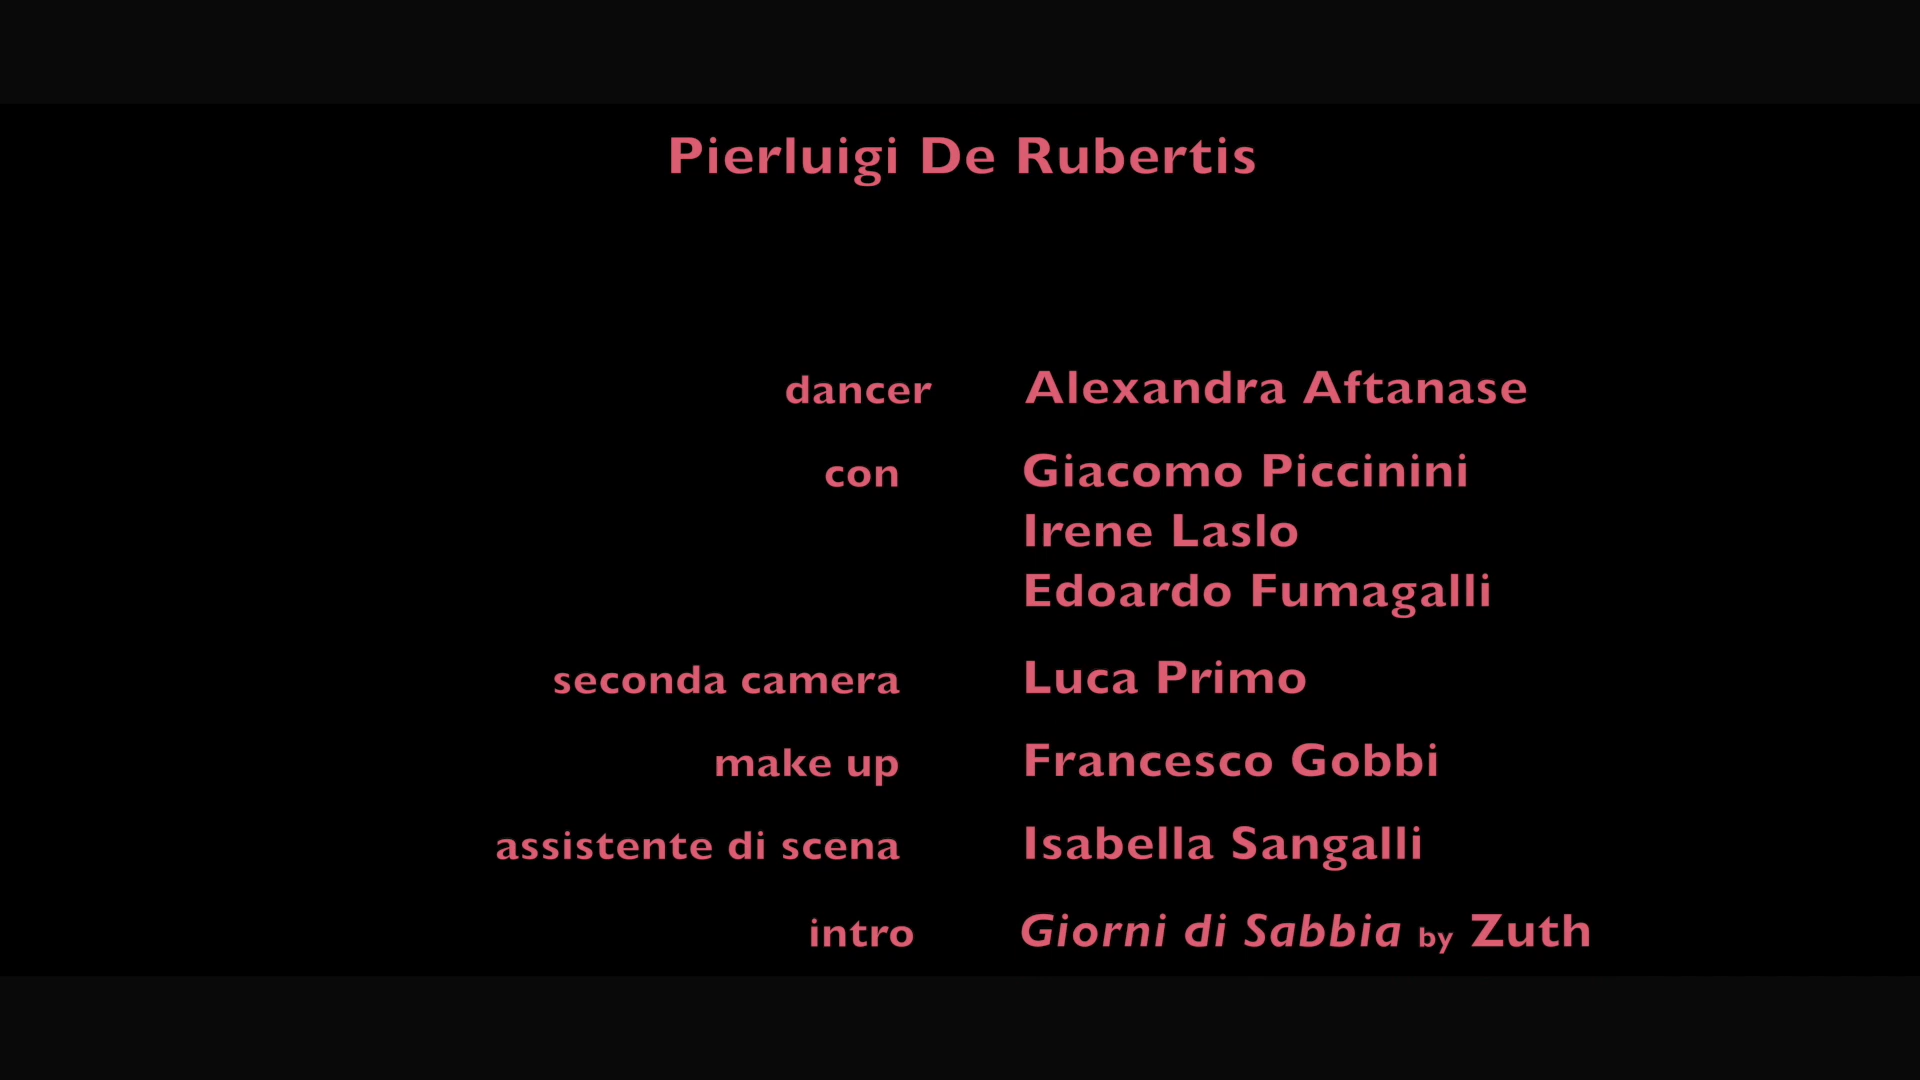 Pierluigi De Rubertis
dancer Alexandra Aftanase
con Giacomo Piccinini
Irene Laslo
Edoardo Fumagalli
seconda camera Luca Primo
make up Francesco Gobbi
assistente di scena Isabella Sangalli
intro Giorni di Sabbia by Zuth